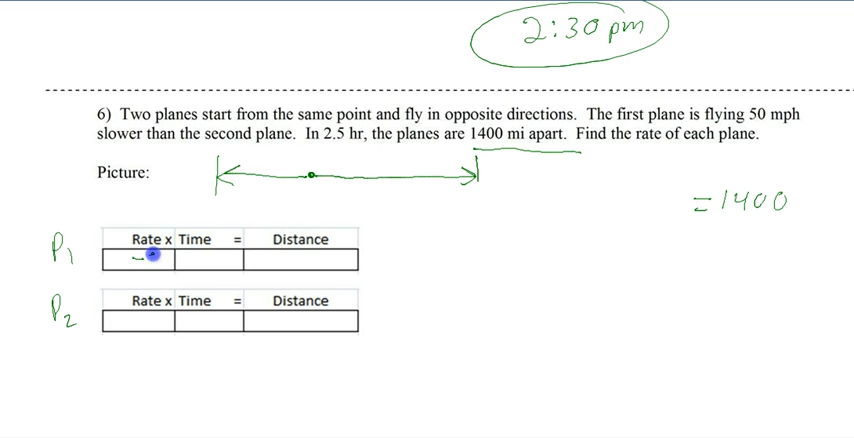 2:30 pm
6) Two planes start from the same point and fly in opposite directions. The first plane is flying 50 mph
slower than the second plane. In 2.5 hr, the planes are 1400 mi apart. Find the rate of each plane.
Picture:
= 1400
P1 Rate x Time = Distance
P2 Rate x Time = Distance